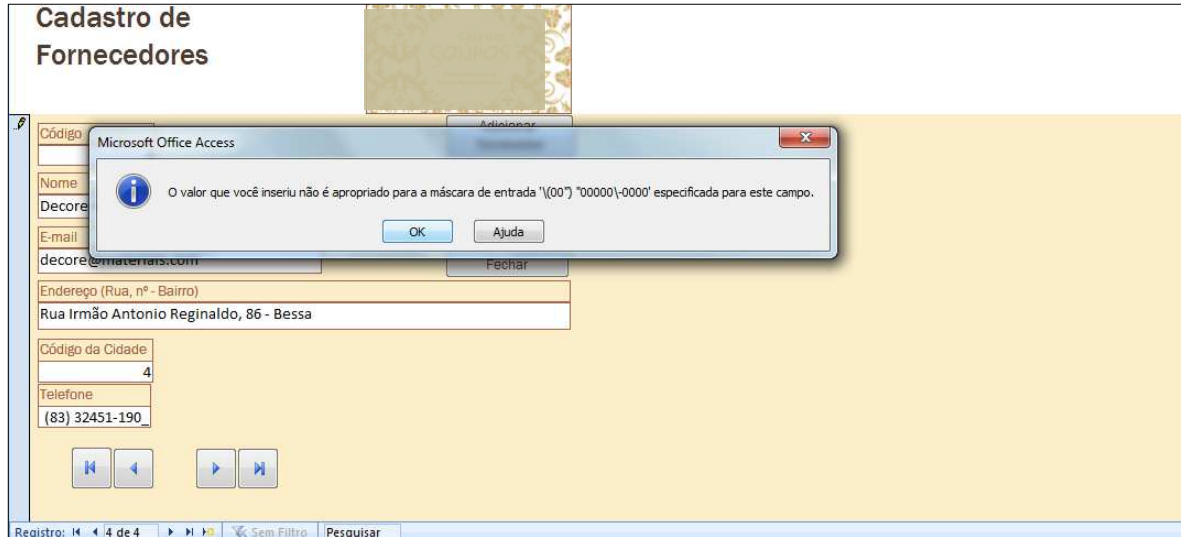 Cadastro de
Fornecedores
Adicionar
Código
Microsoft Office Access
O valor que você inseriu não é apropriado para a máscara de entrada '\(00") "00000\-0000' especificada para este campo.
OK
Ajuda
Nome
Decore
E-mail
decore@materiais.com
Fechar
Endereço (Rua, nº - Bairro)
Rua Irmão Antonio Reginaldo, 86 - Bessa
Código da Cidade
4
Telefone
(83) 32451-190_
Registro: 4 de 4 Sem Filtro Pesquisar